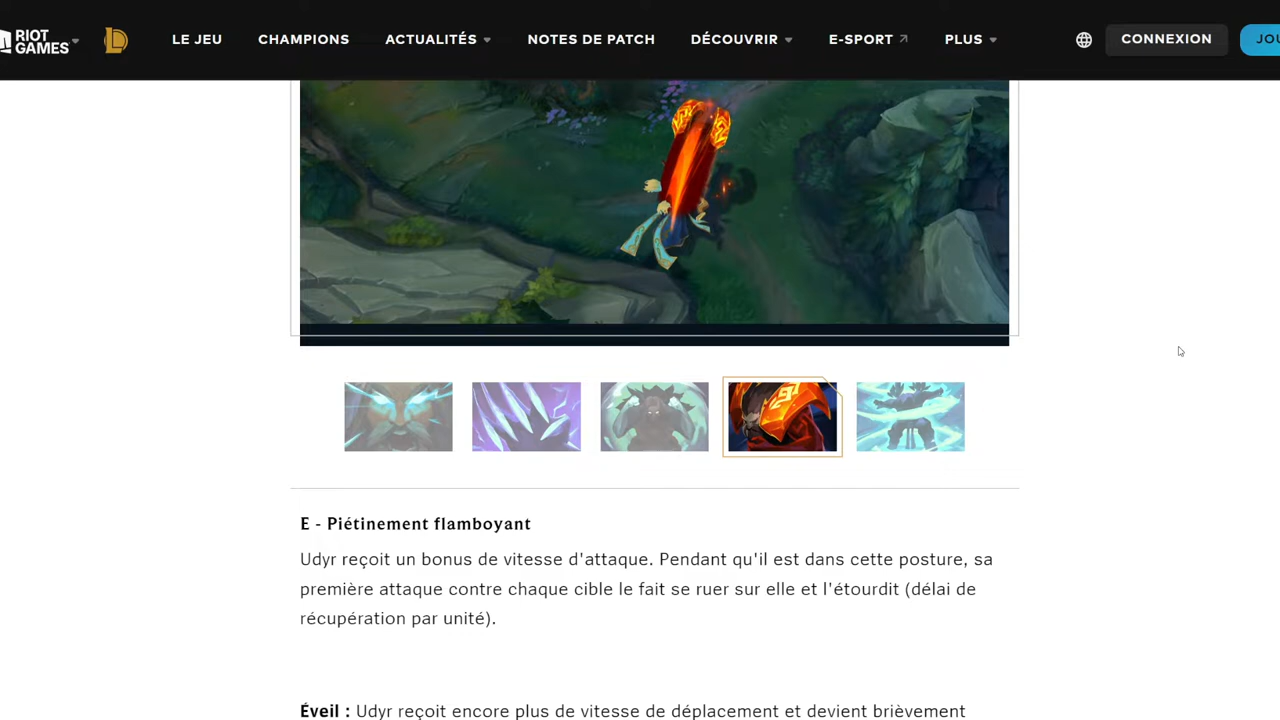 RIOT GAMES LE JEU CHAMPIONS ACTUALITÉS NOTES DE PATCH DÉCOUVRIR E-SPORT PLUS CONNEXION JOU
E - Piétinement flamboyant
Udyr reçoit un bonus de vitesse d'attaque. Pendant qu'il est dans cette posture, sa
première attaque contre chaque cible le fait se ruer sur elle et l'étourdit (délai de
récupération par unité).
Éveil : Udyr reçoit encore plus de vitesse de déplacement et devient brièvement